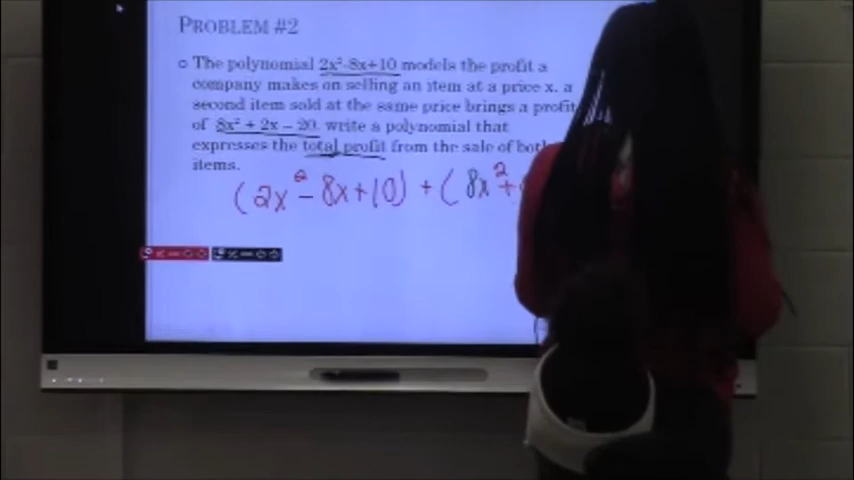 PROBLEM #2
The polynomial 2x²-8x+10 models the profit a
company makes on selling an item at a price x. a
second item sold at the same price brings a profit
of 8x² + 2x – 20. write a polynomial that
expresses the total profit from the sale of both
items.
(2x² - 8x + 10) + (8x² +